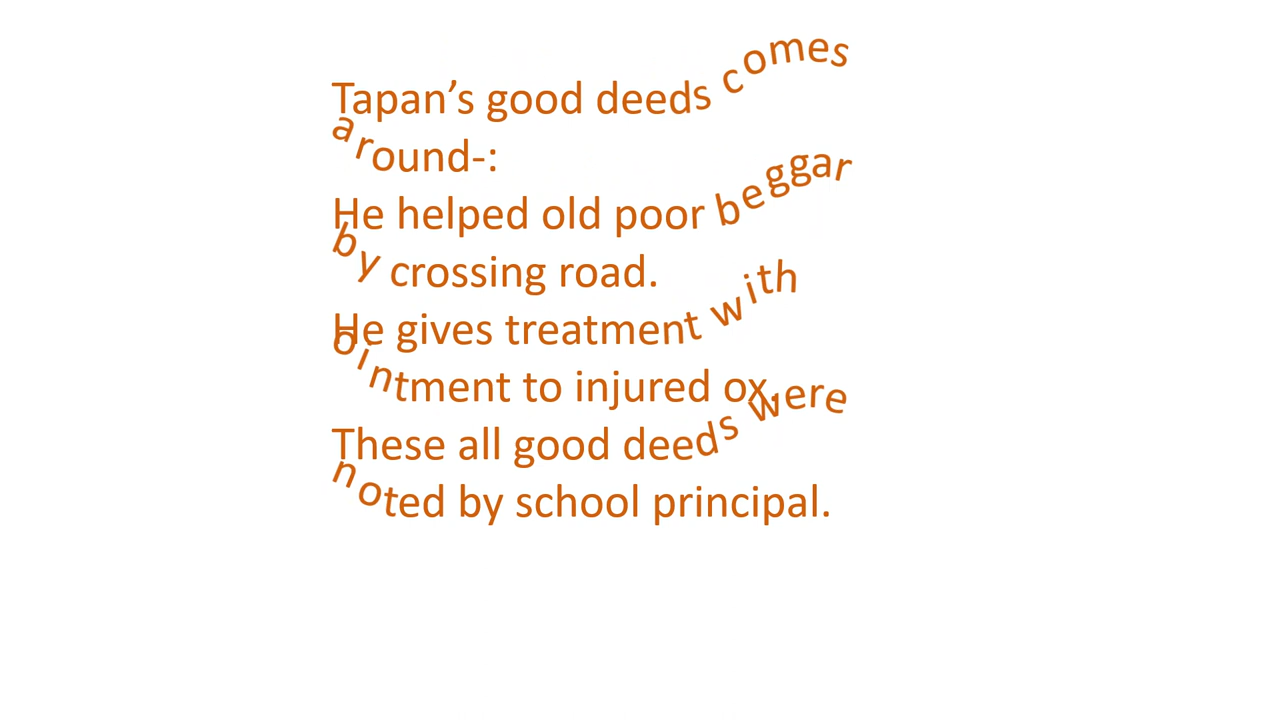 Tapan’s good deeds comes
around-:
He helped old poor beggar
by crossing road.
He gives treatment with
ointment to injured ox.
These all good deeds were
noted by school principal.